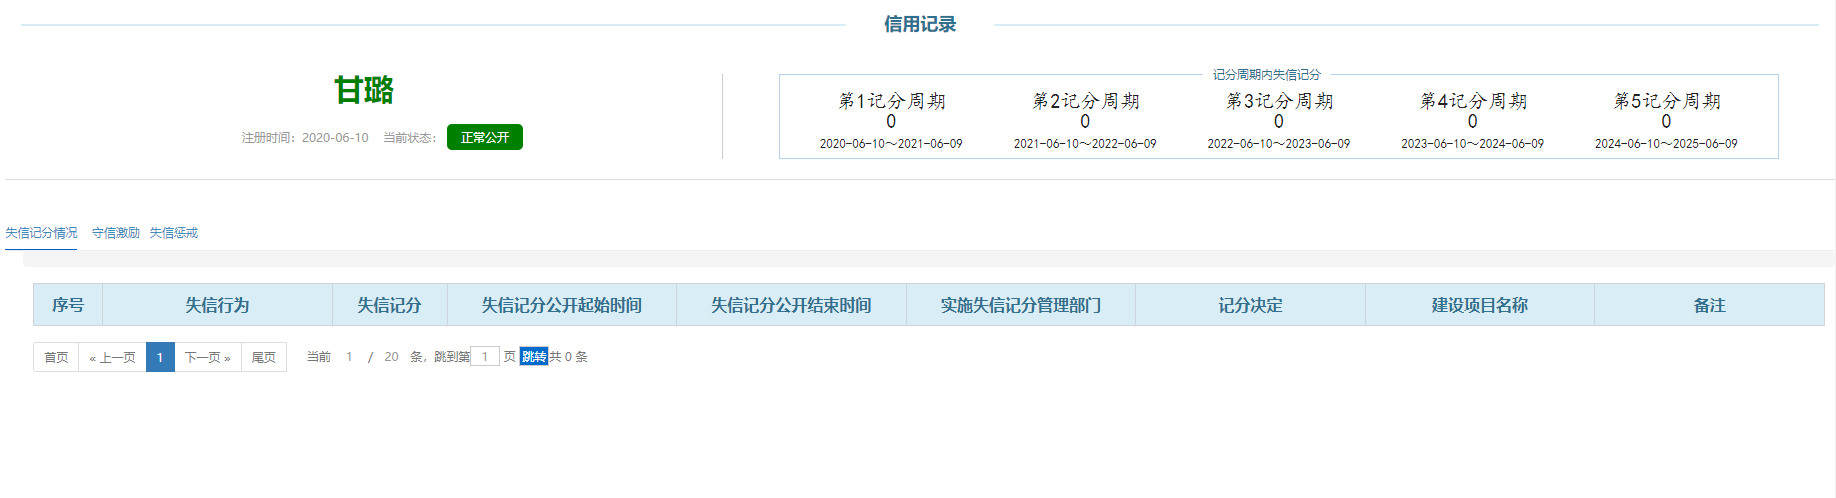 信用记录
甘璐
注册时间：2020-06-10 当前状态： 正常公开
记分周期内失信记分
第1记分周期 第2记分周期 第3记分周期 第4记分周期 第5记分周期
0 0 0 0 0
2020-06-10～2021-06-09 2021-06-10～2022-06-09 2022-06-10～2023-06-09 2023-06-10～2024-06-09 2024-06-10～2025-06-09
失信记分情况 守信激励 失信惩戒
序号 失信行为 失信记分 失信记分公开起始时间 失信记分公开结束时间 实施失信记分管理部门 记分决定 建设项目名称 备注
首页 « 上一页 1 下一页 » 尾页 当前 1 / 20 条，跳到第 1 页 跳转 共 0 条